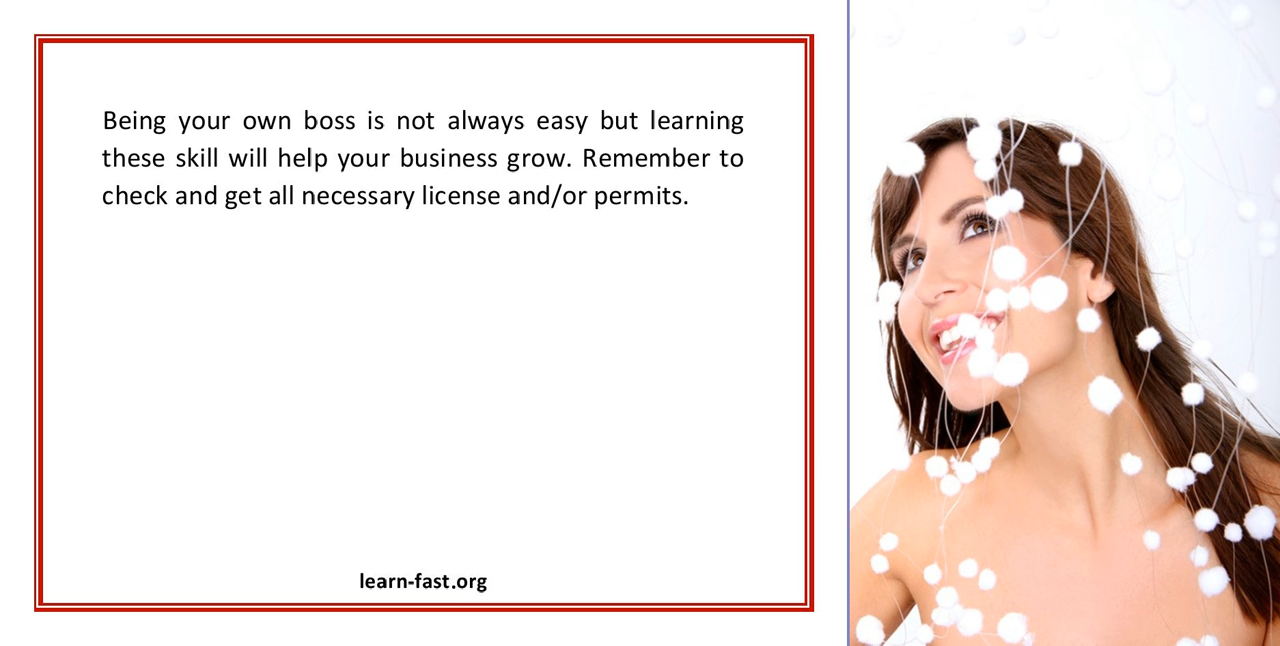 Being your own boss is not always easy but learning
these skill will help your business grow. Remember to
check and get all necessary license and/or permits.
learn-fast.org